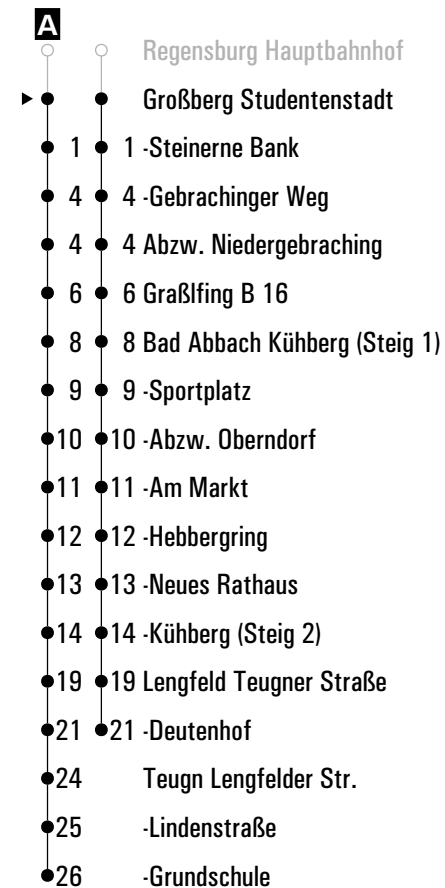 A
Regensburg Hauptbahnhof
Großberg Studentenstadt
1 1 -Steinerne Bank
4 4 -Gebrachinger Weg
4 4 Abzw. Niedergebraching
6 6 Graßlfing B 16
8 8 Bad Abbach Kühberg (Steig 1)
9 9 -Sportplatz
10 10 -Abzw. Oberndorf
11 11 -Am Markt
12 12 -Hebbergring
13 13 -Neues Rathaus
14 14 -Kühberg (Steig 2)
19 19 Lengfeld Teugner Straße
21 21 -Deutenhof
24 Teugn Lengfelder Str.
25 -Lindenstraße
26 -Grundschule